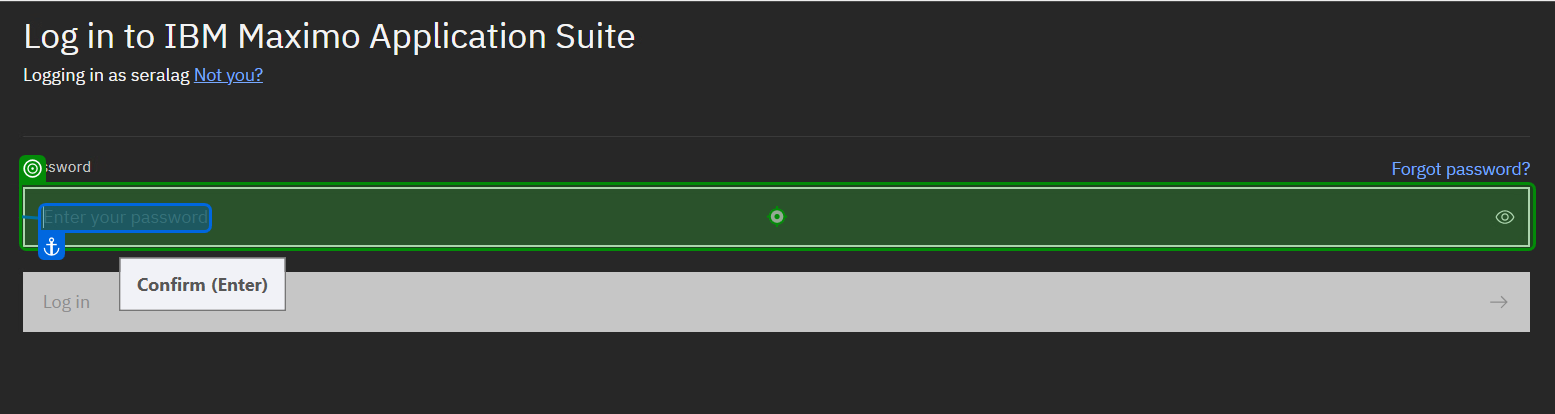 Log in to IBM Maximo Application Suite
Logging in as seralag Not you?
ssword
Forgot password?
Enter your password
Confirm (Enter)
Log in